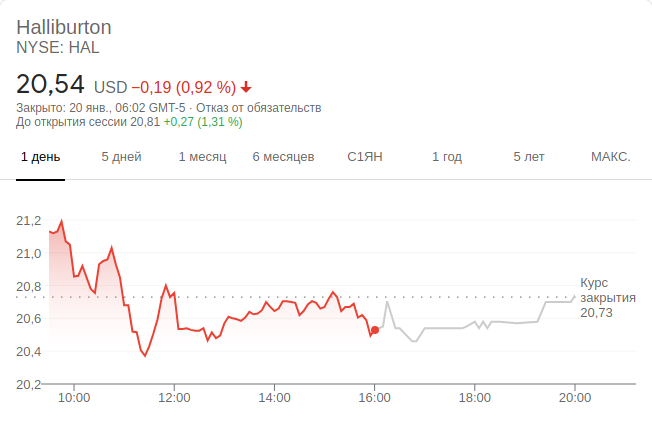 Halliburton
NYSE: HAL
20,54 USD −0,19 (0,92 %)
Закрыто: 20 янв., 06:02 GMT-5 · Отказ от обязательств
До открытия сессии 20,81 +0,27 (1,31 %)
1 день 5 дней 1 месяц 6 месяцев С1ЯН 1 год 5 лет МАКС.
21,2
21,0
20,8
20,6
20,4
20,2
Курс
закрытия
20,73
10:00 12:00 14:00 16:00 18:00 20:00